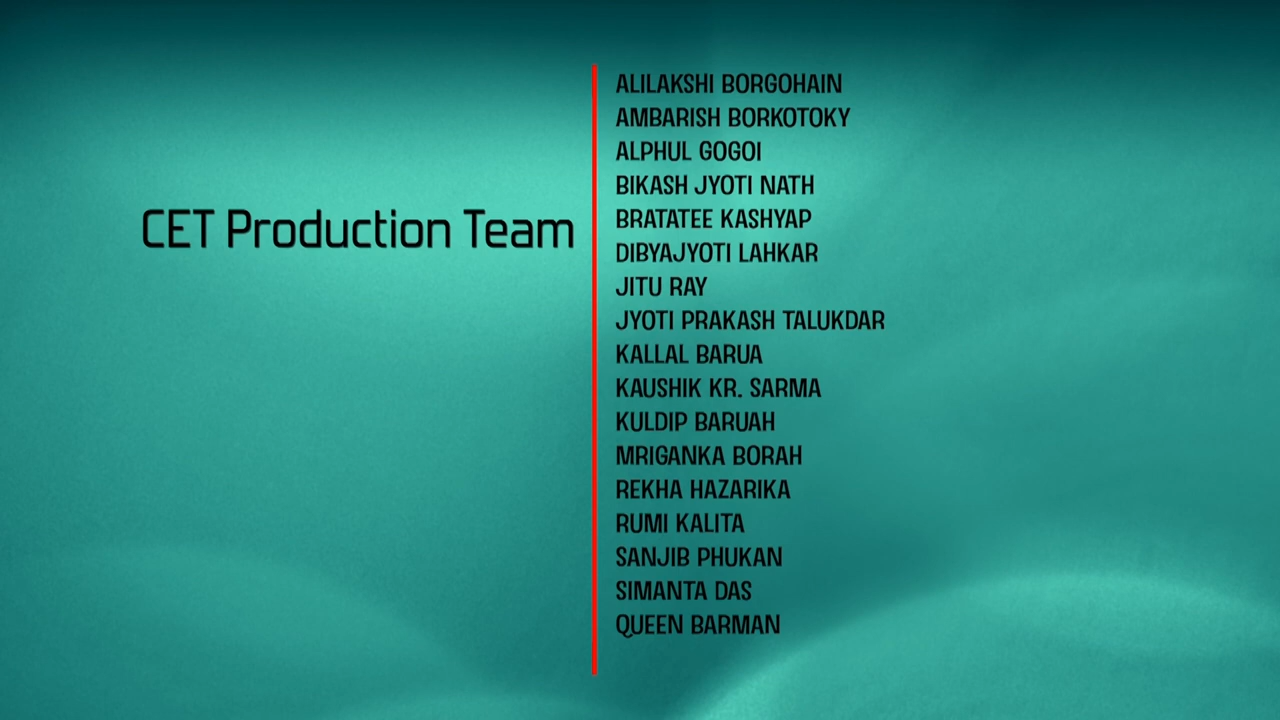 CET Production Team
ALILAKSHI BORGOHAIN
AMBARISH BORKOTOKY
ALPHUL GOGOI
BIKASH JYOTI NATH
BRATATEE KASHYAP
DIBYAJYOTI LAHKAR
JITU RAY
JYOTI PRAKASH TALUKDAR
KALLAL BARUA
KAUSHIK KR. SARMA
KULDIP BARUAH
MRIGANKA BORAH
REKHA HAZARIKA
RUMI KALITA
SANJIB PHUKAN
SIMANTA DAS
QUEEN BARMAN